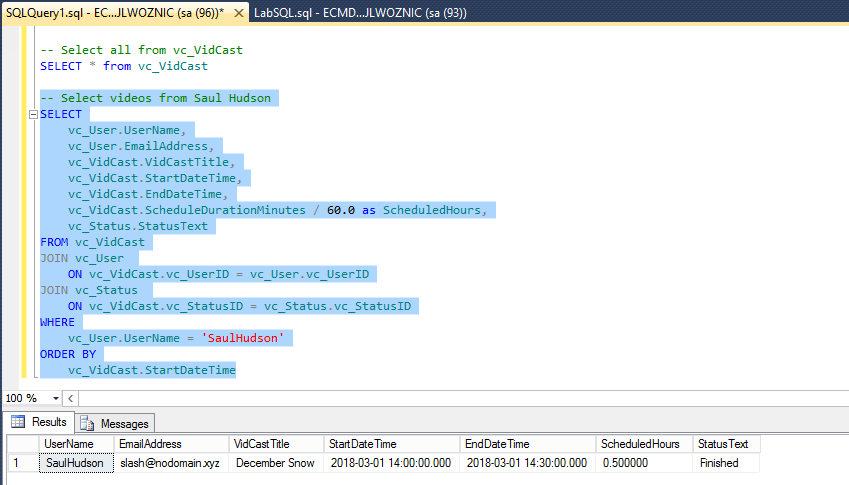 SQLQuery1.sql - EC...JLWOZNIC (sa (96))* LabSQL.sql - ECMD...JLWOZNIC (sa (93))
-- Select all from vc_VidCast
SELECT * from vc_VidCast
-- Select videos from Saul Hudson
SELECT
vc_User.UserName,
vc_User.EmailAddress,
vc_VidCast.VidCastTitle,
vc_VidCast.StartDateTime,
vc_VidCast.EndDateTime,
vc_VidCast.ScheduleDurationMinutes / 60.0 as ScheduledHours,
vc_Status.StatusText
FROM vc_VidCast
JOIN vc_User
ON vc_VidCast.vc_UserID = vc_User.vc_UserID
JOIN vc_Status
ON vc_VidCast.vc_StatusID = vc_Status.vc_StatusID
WHERE
vc_User.UserName = 'SaulHudson'
ORDER BY
vc_VidCast.StartDateTime
100 %
Results Messages
UserName EmailAddress VidCastTitle StartDateTime EndDateTime ScheduledHours StatusText
1 SaulHudson slash@nodomain.xyz December Snow 2018-03-01 14:00:00.000 2018-03-01 14:30:00.000 0.500000 Finished